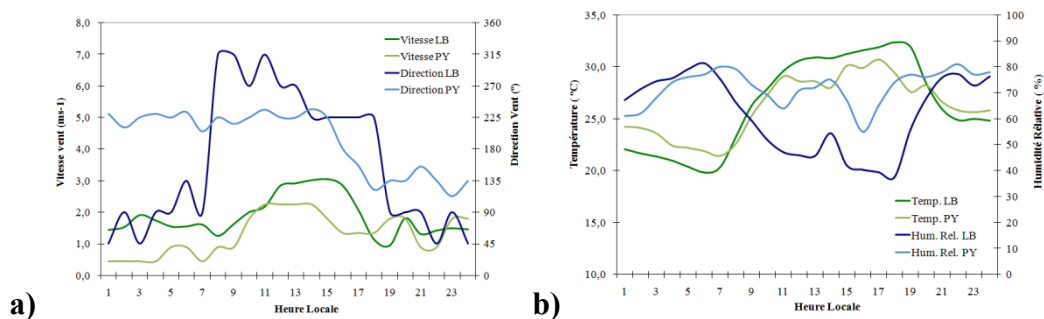 8,0
7,0
6,0
5,0
4,0
3,0
2,0
1,0
0,0
Vitesse vent (ms-1)
Vitesse LB
Vitesse PY
Direction LB
Direction PY
360
315
270
225
180
135
90
45
0
Direction Vent (º)
1 3 5 7 9 11 13 15 17 19 21 23
Heure Locale
a)
35,0
30,0
25,0
20,0
15,0
10,0
Température ( ºC)
Temp. LB
Temp. PY
Hum. Rel. LB
Hum. Rel. PY
100
90
80
70
60
50
40
30
20
10
0
Humidité Rélative ( %)
1 3 5 7 9 11 13 15 17 19 21 23
Heure Locale
b)